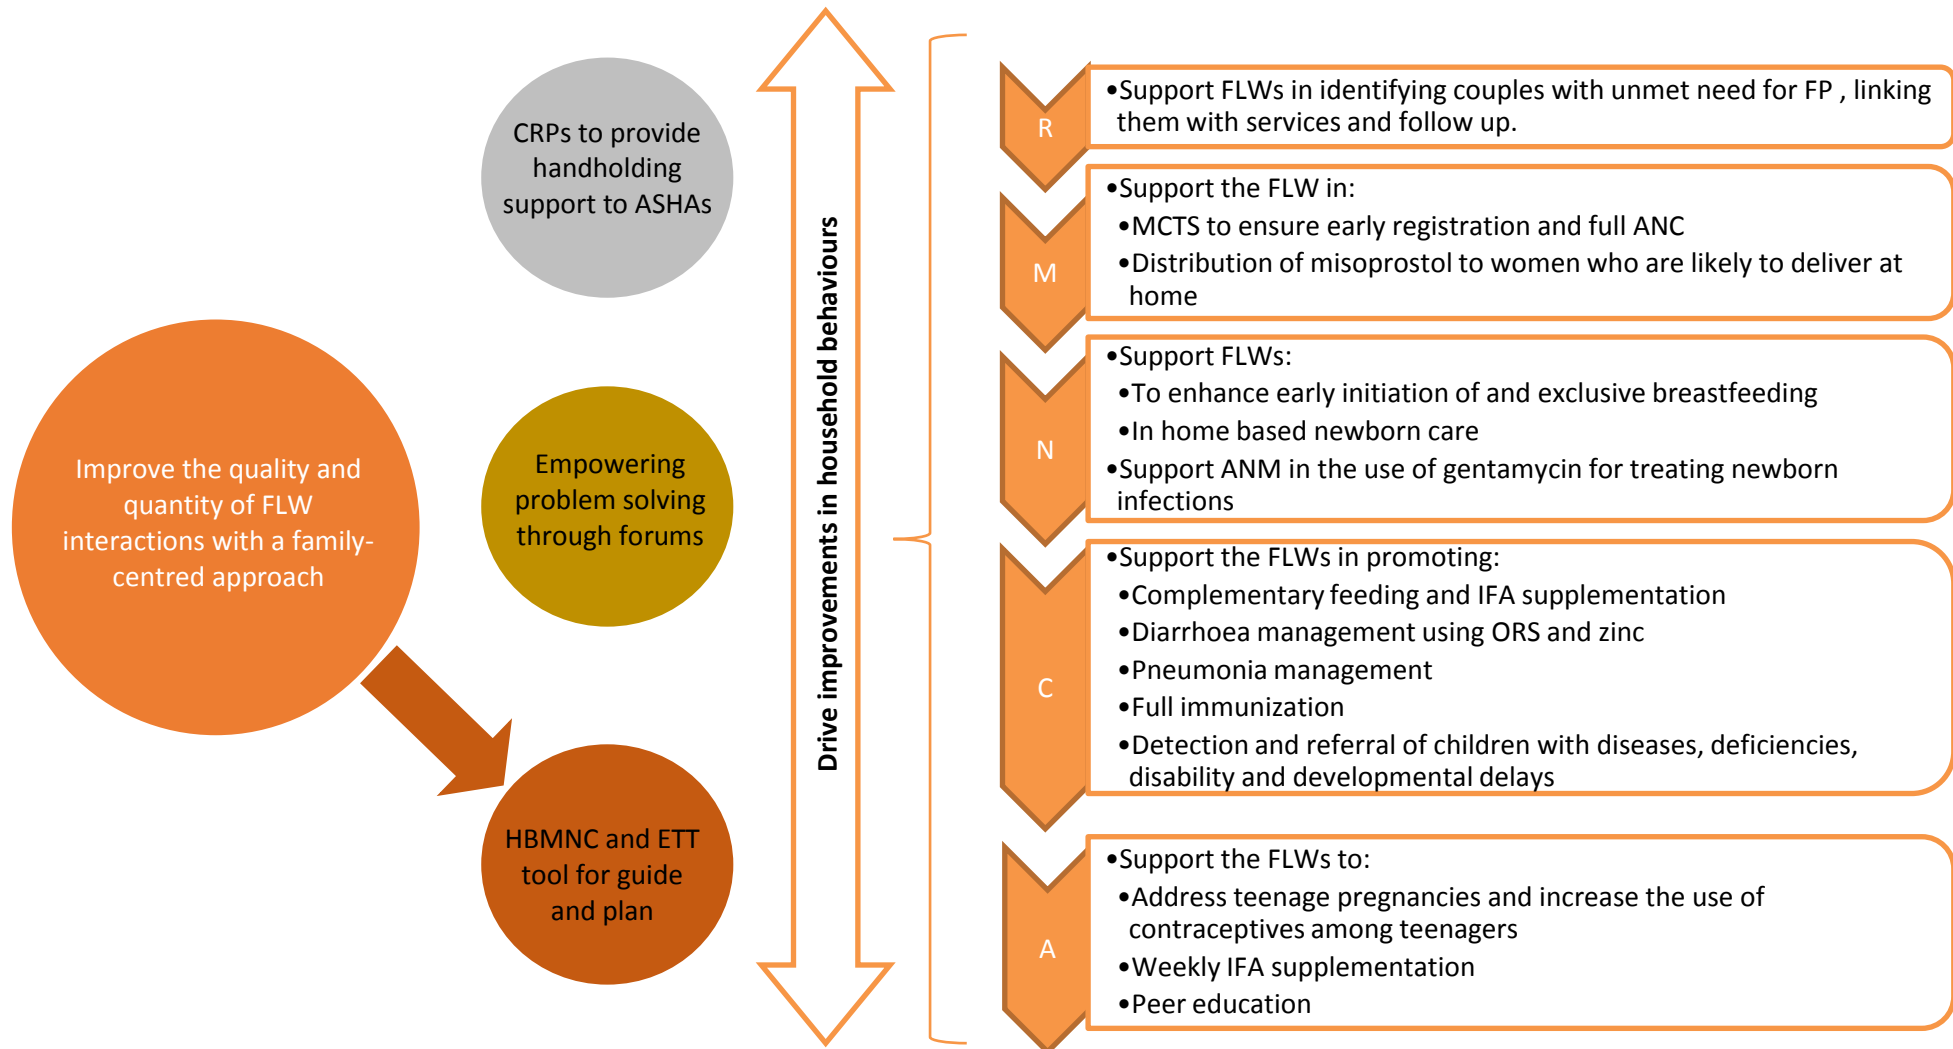 Improve the quality and
quantity of FLW
interactions with a family-
centred approach
CRPs to provide
handholding
support to ASHAs
Empowering
problem solving
through forums
HBMNC and ETT
tool for guide
and plan
Drive improvements in household behaviours
R
•Support FLWs in identifying couples with unmet need for FP , linking
them with services and follow up.
M
•Support the FLW in:
•MCTS to ensure early registration and full ANC
•Distribution of misoprostol to women who are likely to deliver at
home
N
•Support FLWs:
•To enhance early initiation of and exclusive breastfeeding
•In home based newborn care
•Support ANM in the use of gentamycin for treating newborn
infections
C
•Support the FLWs in promoting:
•Complementary feeding and IFA supplementation
•Diarrhoea management using ORS and zinc
•Pneumonia management
•Full immunization
•Detection and referral of children with diseases, deficiencies,
disability and developmental delays
A
•Support the FLWs to:
•Address teenage pregnancies and increase the use of
contraceptives among teenagers
•Weekly IFA supplementation
•Peer education